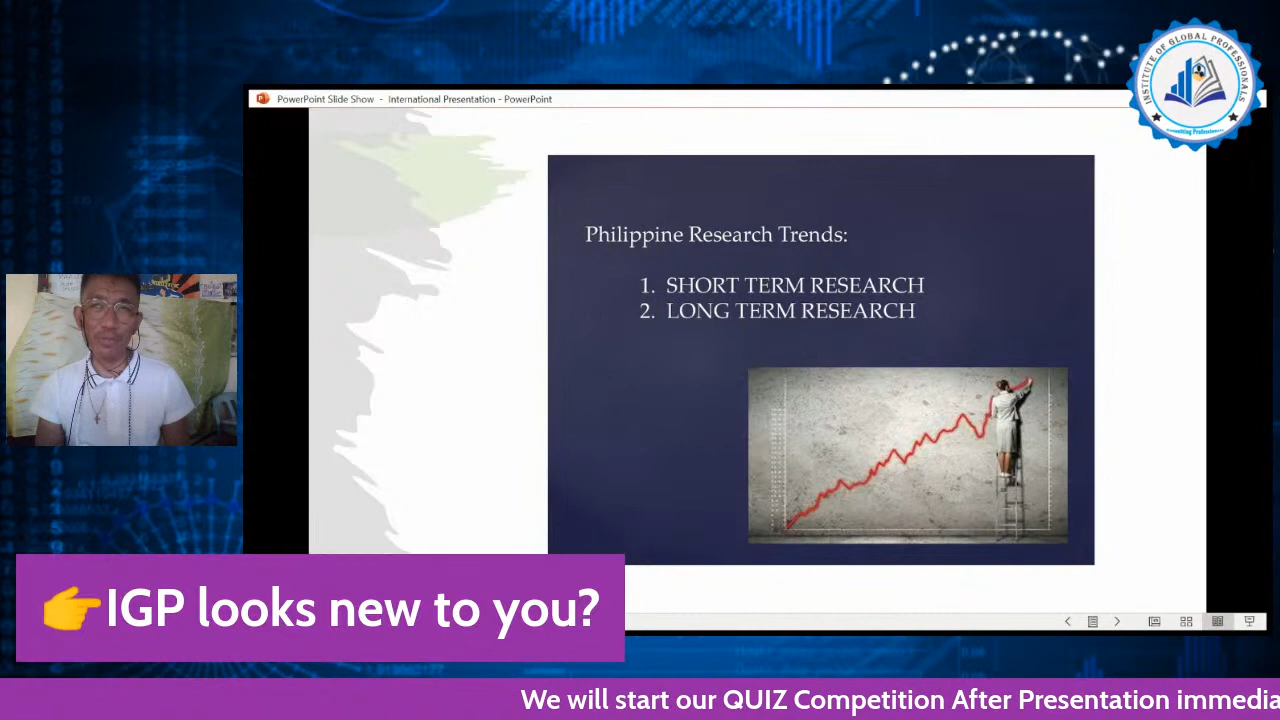 INSTITUTE OF GLOBAL PROFESSIONALS
PowerPoint Slide Show - International Presentation - PowerPoint
Philippine Research Trends:
1. SHORT TERM RESEARCH
2. LONG TERM RESEARCH
👉IGP looks new to you?
We will start our QUIZ Competition After Presentation immedia